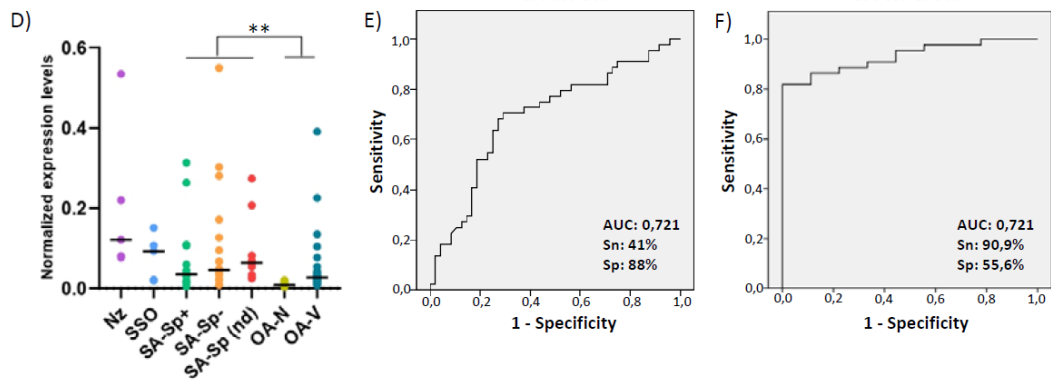 D)
**
Normalized expression levels
0.6
0.4
0.2
0.0
Nz
SSO
SA-Sp+
SA-Sp-
SA-Sp (nd)
OA-N
OA-V
E)
Sensitivity
1,0
0,8
0,6
0,4
0,2
0,0
AUC: 0,721
Sn: 41%
Sp: 88%
0,0 0,2 0,4 0,6 0,8 1,0
1 - Specificity
F)
Sensitivity
1,0
0,8
0,6
0,4
0,2
0,0
AUC: 0,721
Sn: 90,9%
Sp: 55,6%
0,0 0,2 0,4 0,6 0,8 1,0
1 - Specificity